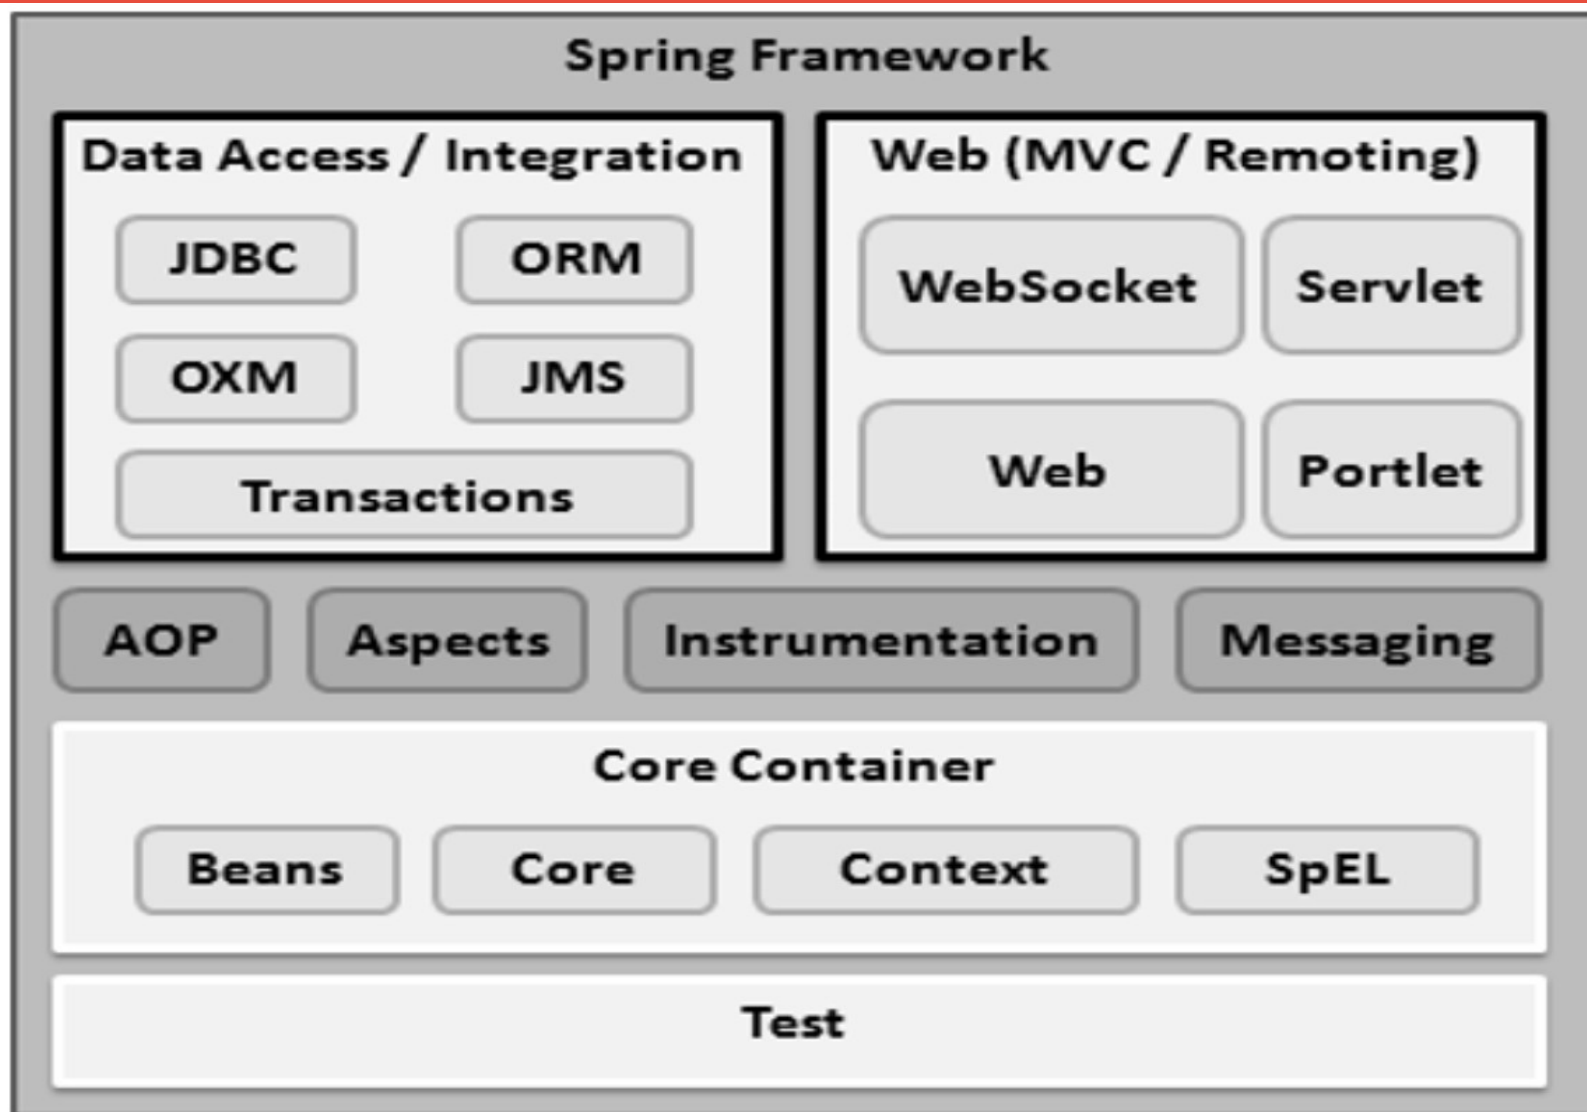 Spring Framework
Data Access / Integration
JDBC
ORM
OXM
JMS
Transactions
Web (MVC / Remoting)
WebSocket
Servlet
Web
Portlet
AOP
Aspects
Instrumentation
Messaging
Core Container
Beans
Core
Context
SpEL
Test